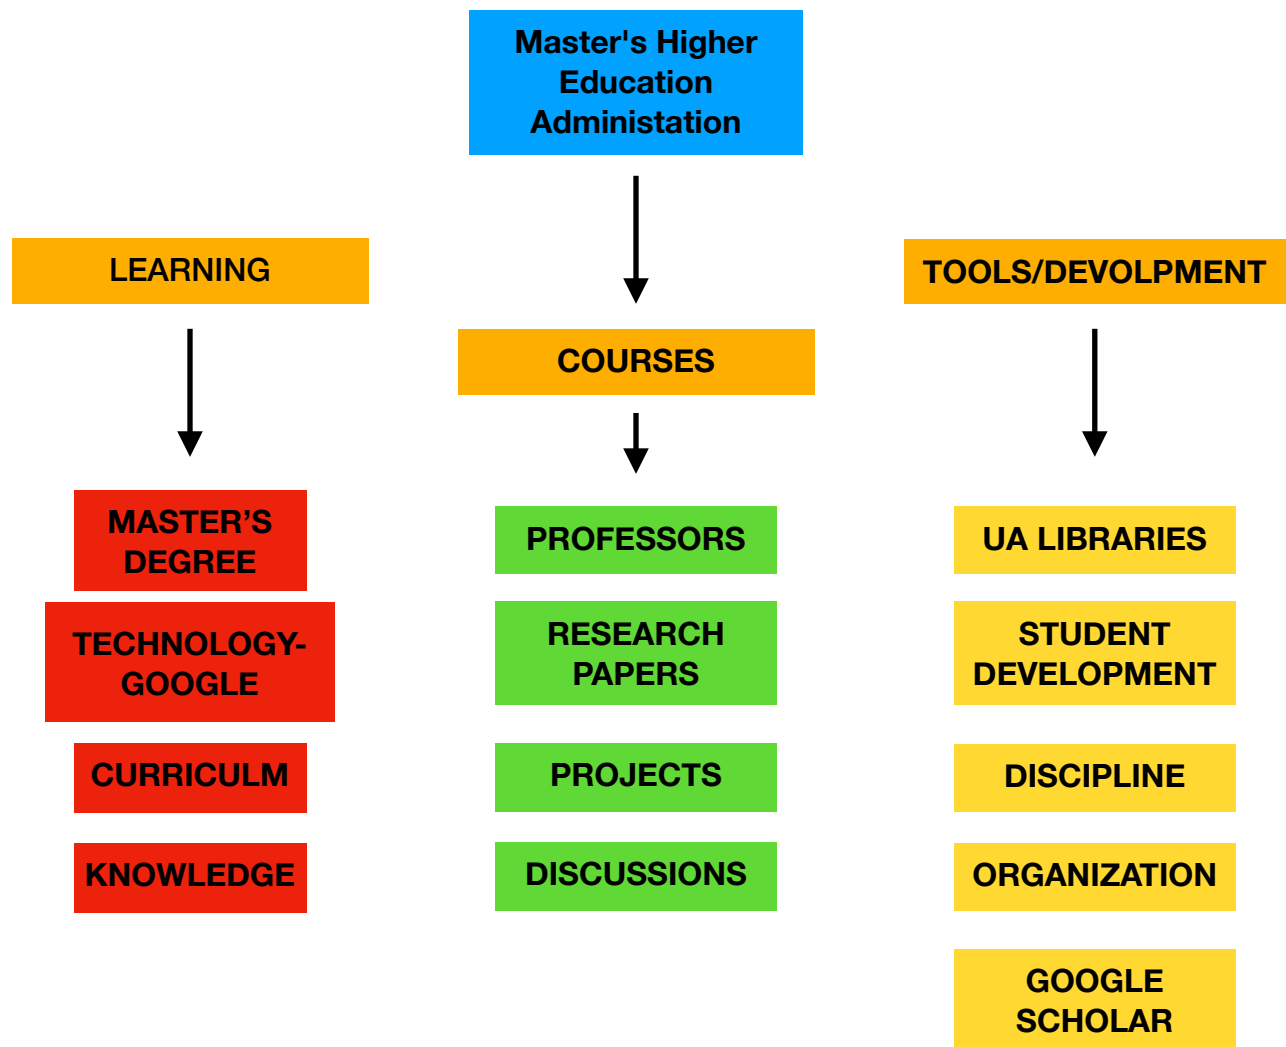 Master's Higher
Education
Administation
LEARNING
TOOLS/DEVOLPMENT
COURSES
MASTER’S
DEGREE
TECHNOLOGY-
GOOGLE
CURRICULM
KNOWLEDGE
PROFESSORS
RESEARCH
PAPERS
PROJECTS
DISCUSSIONS
UA LIBRARIES
STUDENT
DEVELOPMENT
DISCIPLINE
ORGANIZATION
GOOGLE
SCHOLAR